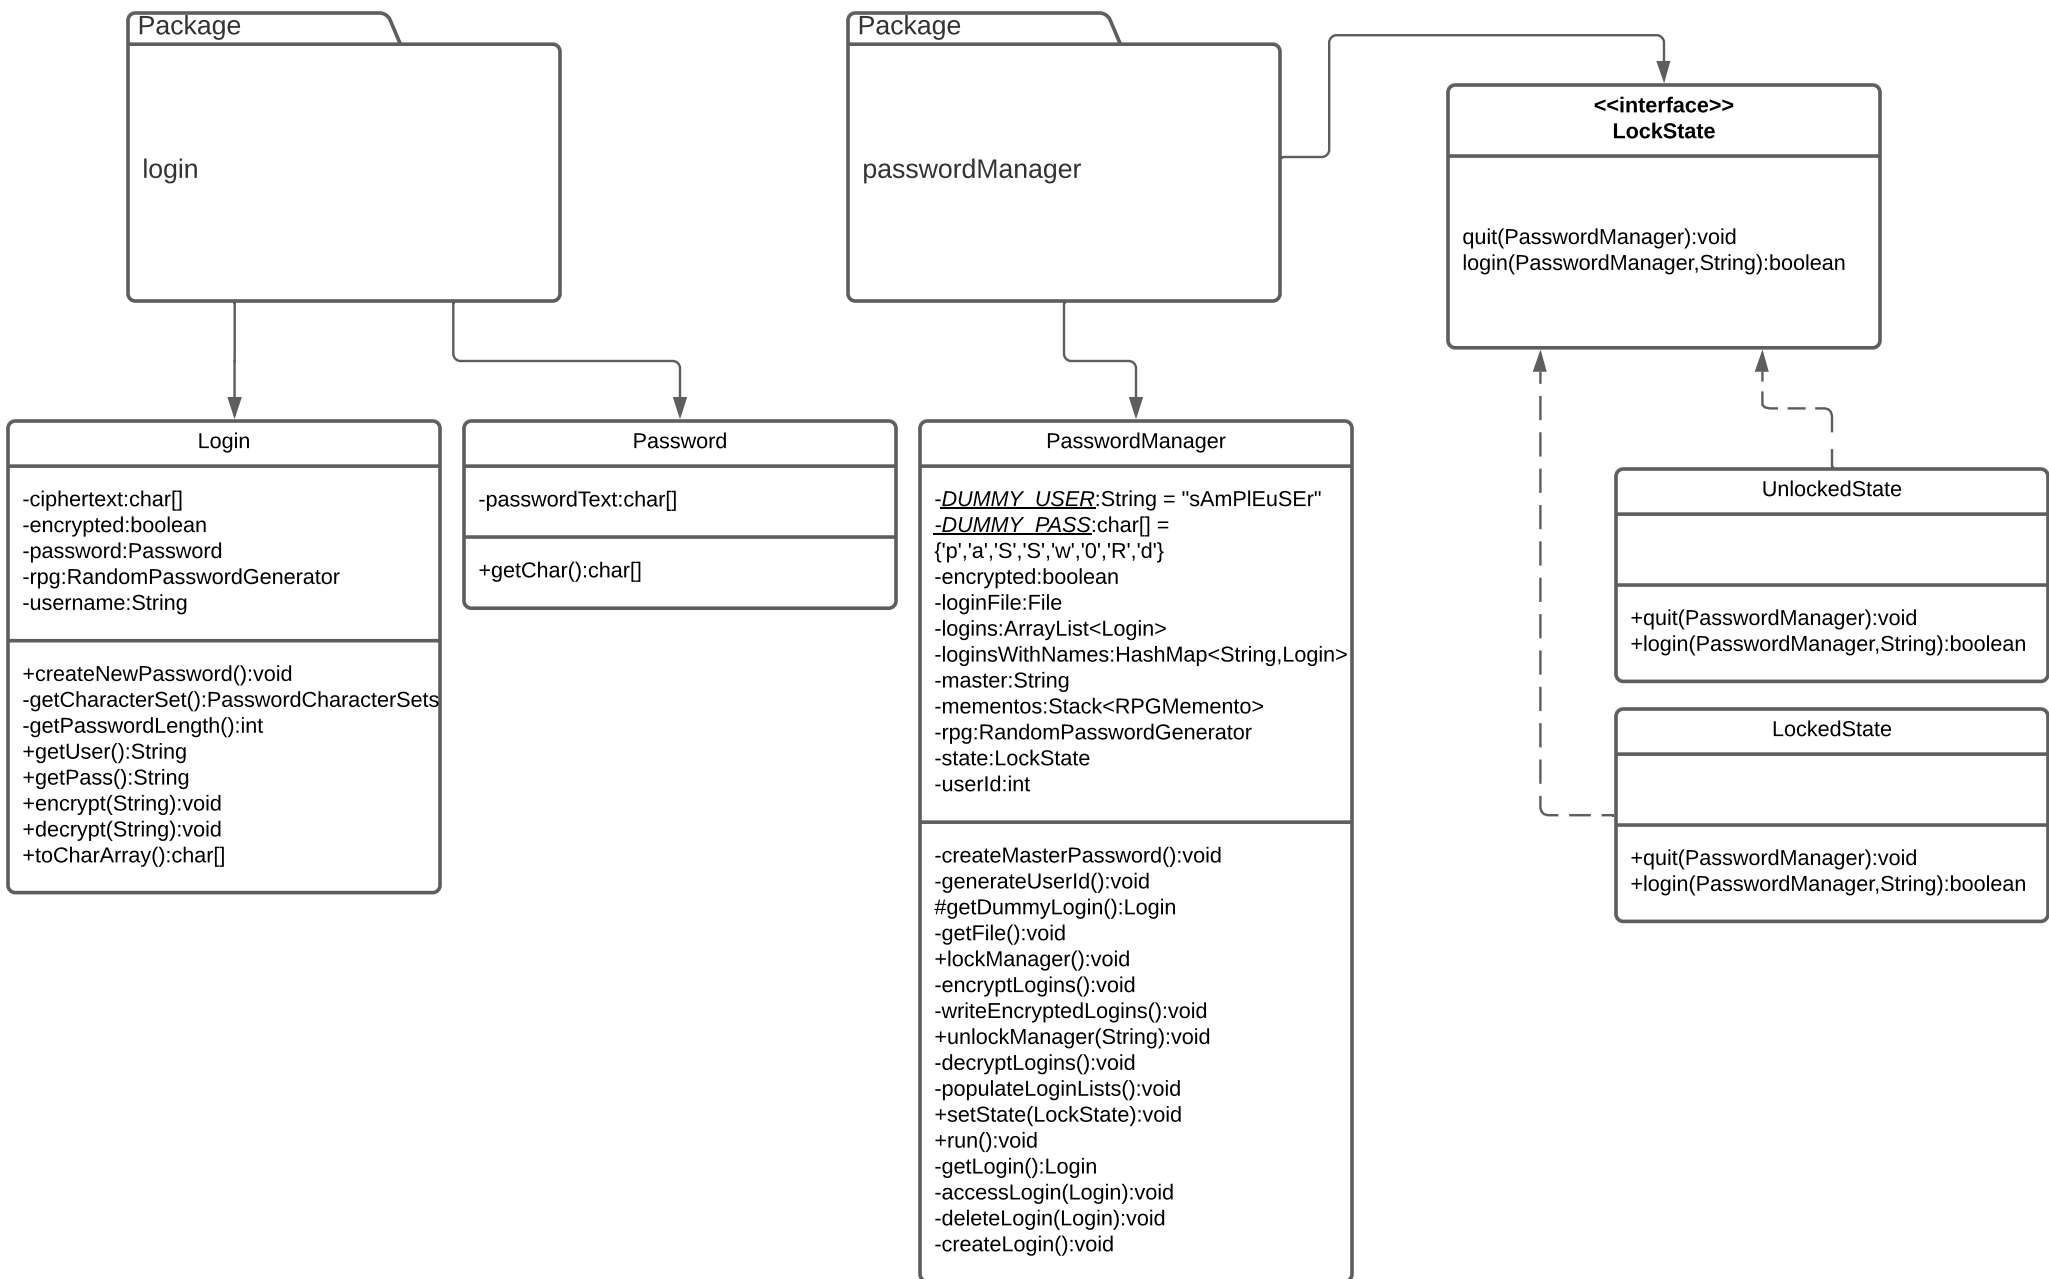 Package
login
Package
passwordManager
<<interface>>
LockState
quit(PasswordManager):void
login(PasswordManager,String):boolean
Login
-ciphertext:char[]
-encrypted:boolean
-password:Password
-rpg:RandomPasswordGenerator
-username:String
+createNewPassword():void
-getCharacterSet():PasswordCharacterSets
-getPasswordLength():int
+getUser():String
+getPass():String
+encrypt(String):void
+decrypt(String):void
+toCharArray():char[]
Password
-passwordText:char[]
+getChar():char[]
PasswordManager
-DUMMY_USER:String = "sAmPlEuSEr"
-DUMMY_PASS:char[] =
{'p','a','S','S','w','0','R','d'}
-encrypted:boolean
-loginFile:File
-logins:ArrayList<Login>
-loginsWithNames:HashMap<String,Login>
-master:String
-mementos:Stack<RPGMemento>
-rpg:RandomPasswordGenerator
-state:LockState
-userId:int
-createMasterPassword():void
-generateUserId():void
#getDummyLogin():Login
-getFile():void
+lockManager():void
-encryptLogins():void
-writeEncryptedLogins():void
+unlockManager(String):void
-decryptLogins():void
-populateLoginLists():void
+setState(LockState):void
+run():void
-getLogin():Login
-accessLogin(Login):void
-deleteLogin(Login):void
-createLogin():void
UnlockedState
+quit(PasswordManager):void
+login(PasswordManager,String):boolean
LockedState
+quit(PasswordManager):void
+login(PasswordManager,String):boolean